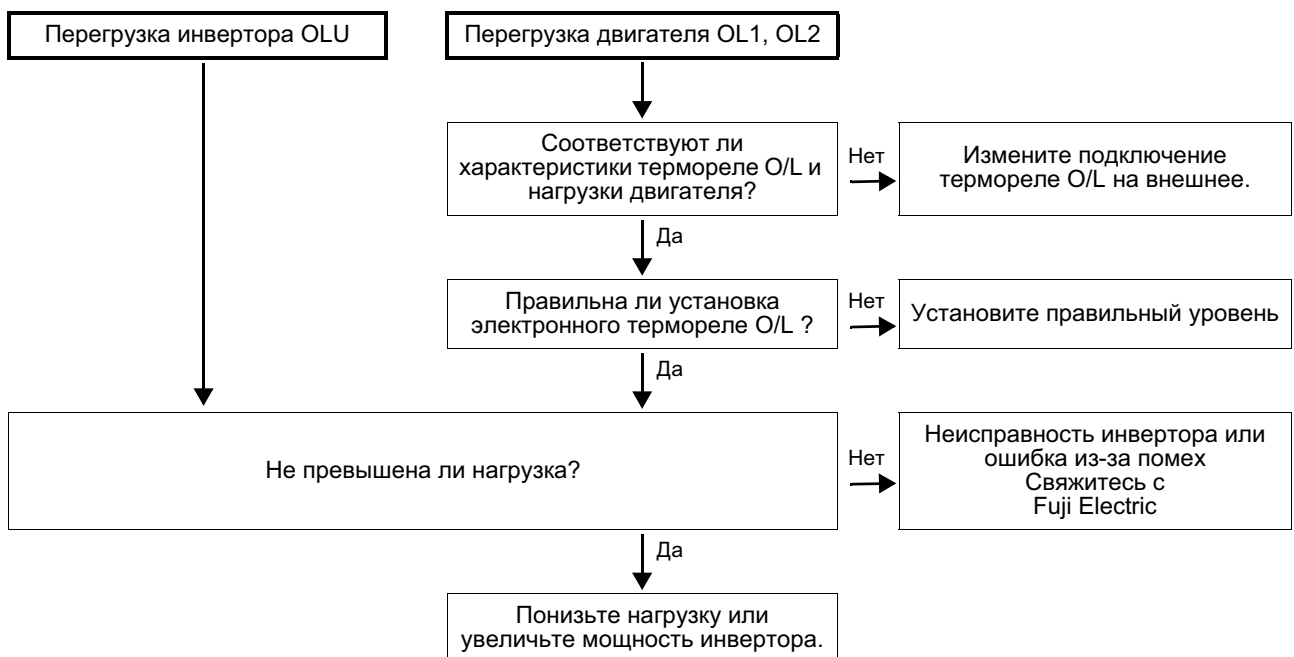 Перегрузка инвертора OLU
Перегрузка двигателя OL1, OL2
Соответствуют ли
характеристики термореле O/L и
нагрузки двигателя?
Нет
Измените подключение
термореле O/L на внешнее.
Да
Правильна ли установка
электронного термореле O/L ?
Нет
Установите правильный уровень
Да
Не превышена ли нагрузка?
Нет
Неисправность инвертора или
ошибка из-за помех
Свяжитесь с
Fuji Electric
Да
Понизьте нагрузку или
увеличьте мощность инвертора.